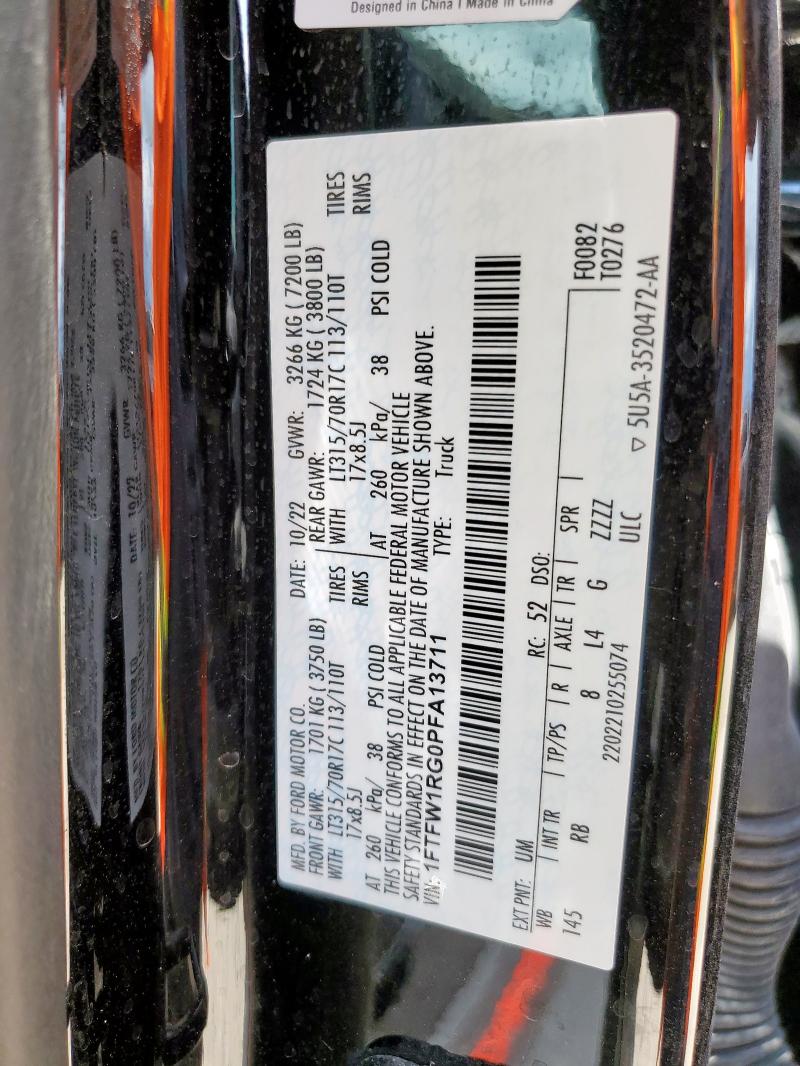 Designed in China | Made in China
MFD. BY FORD MOTOR CO. DATE: 10/22 GVWR: 3266 KG ( 7200 LB)
FRONT GAWR: 1701 KG ( 3750 LB) REAR GAWR: 1724 KG ( 3800 LB)
WITH LT315/70R17C 113/110T TIRES WITH LT315/70R17C 113/110T TIRES
17x8.5J RIMS 17x8.5J RIMS
AT 260 kPa/ 38 PSI COLD AT 260 kPa/ 38 PSI COLD
THIS VEHICLE CONFORMS TO ALL APPLICABLE FEDERAL MOTOR VEHICLE
SAFETY STANDARDS IN EFFECT ON THE DATE OF MANUFACTURE SHOWN ABOVE.
VIN: 1FTFW1RG0PFA13711 TYPE: Truck
EXT PNT: UM RC: 52 DSO: F0082
WB INT TR TP/PS R AXLE TR SPR T0276
145 RB 8 L4 G ZZZZ
2202210255074 ULC ▽ 5U5A-3520472-AA